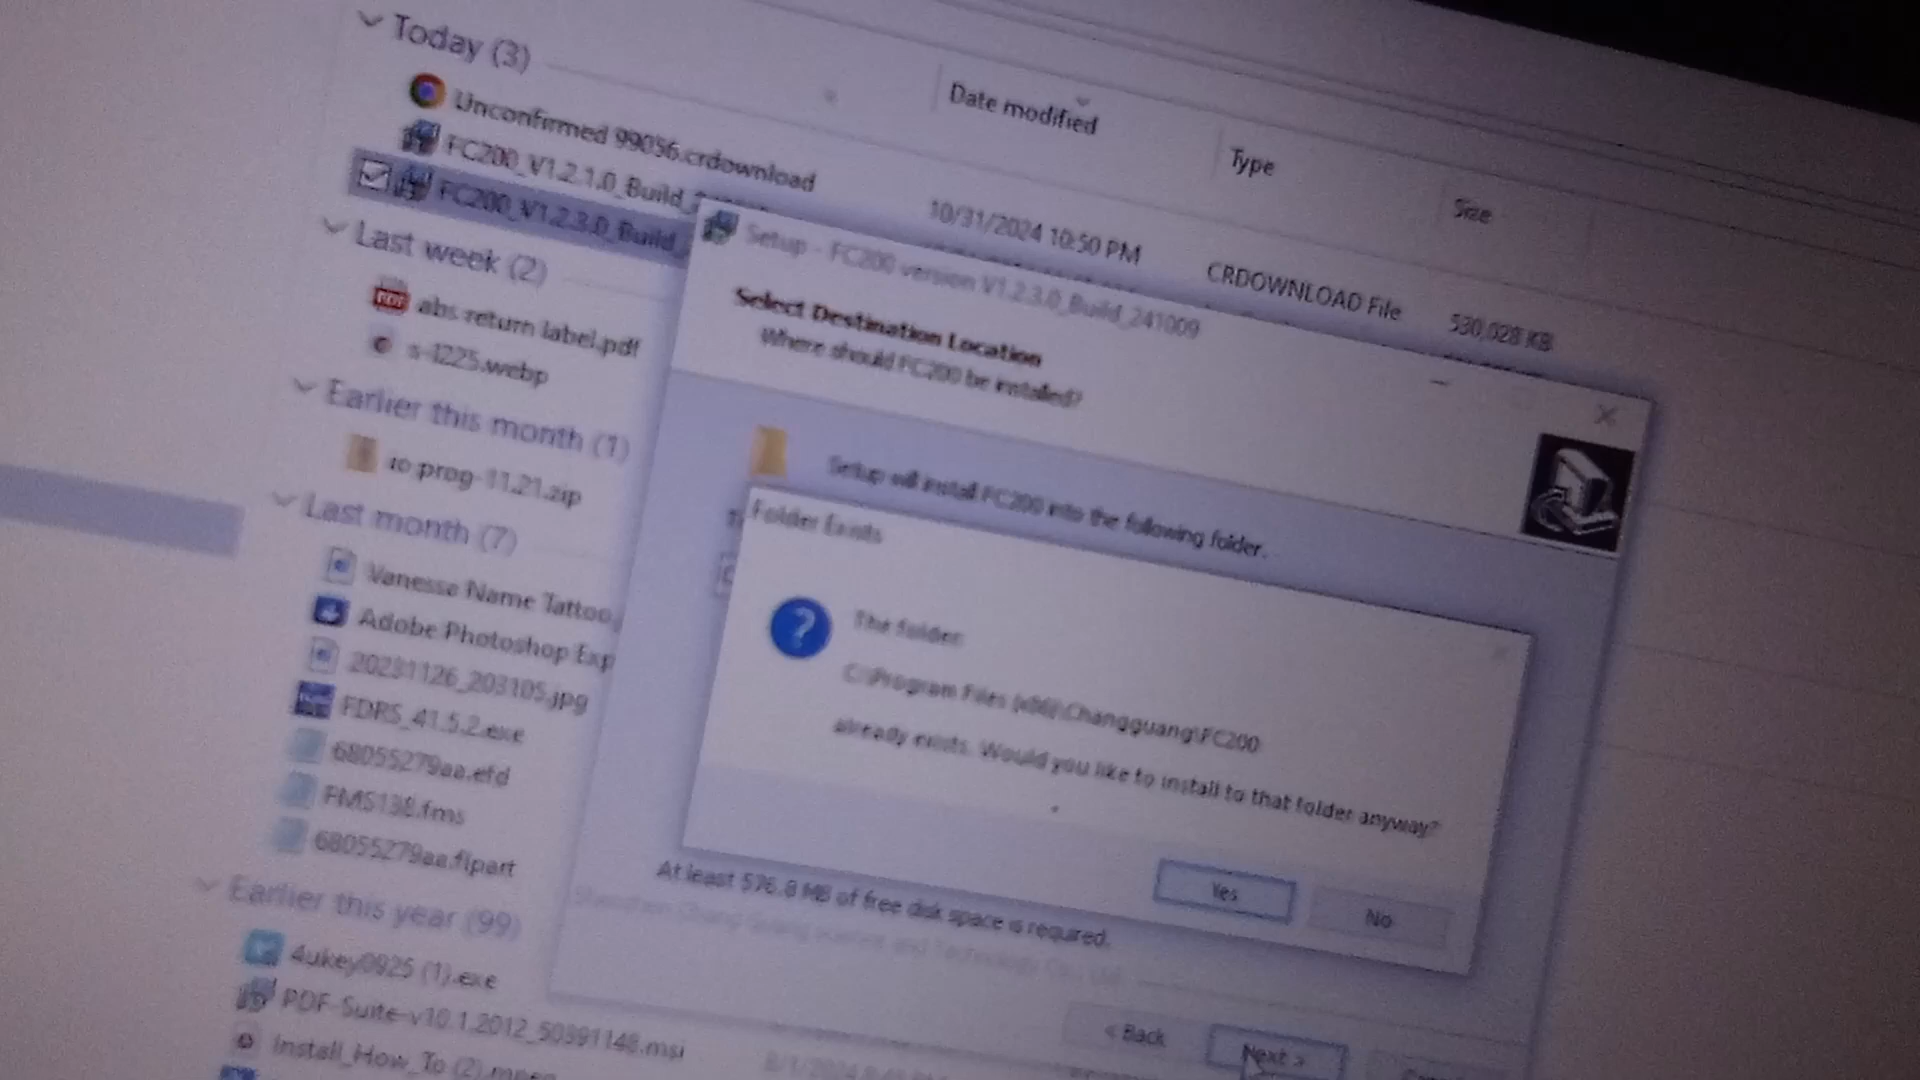 Today (3)
Date modified
Type
Size
Unconfirmed 99056.crdownload
10/31/2024 10:50 PM
CRDOWNLOAD File
530,028 KB
FC200_V1.2.1.0_Build_
FC200_V1.2.3.0_Build_
Last week (2)
abs return label.pdf
s-1225.webp
Earlier this month (1)
io prog-11.21.zip
Last month (7)
Vanesse Name Tattoo
Adobe Photoshop Exp
20231126_203105.jpg
FDRS_41.5.2.exe
68055279aa.efd
FMS138.fms
68055279aa.flpart
Earlier this year (99)
4ukey0925 (1).exe
PDF-Suite-v10.1.2012_50391148.msi
Install_How_To (2)
Setup - FC200 version V1.2.3.0_Build_241009
Select Destination Location
Where should FC200 be installed?
Setup will install FC200 into the following folder.
Folder Exists
The folder:
C:\Program Files (x86)\Changguang\FC200
already exists. Would you like to install to that folder anyway?
Yes
No
At least 576.8 MB of free disk space is required.
< Back
Next >